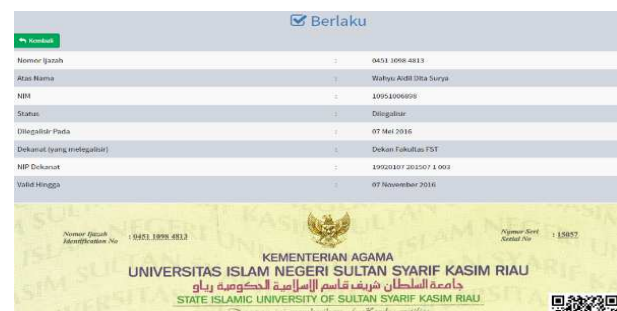 Berlaku
Kembali
Nomor Ijazah : 0451 1098 4813
Atas Nama : Wahyu Aidil Dita Surya
NIM : 10951006898
Status : Dilegalisir
Dilegalisir Pada : 07 Mei 2016
Dekanat (yang melegalisir) : Dekan Fakultas FST
NIP Dekanat : 19920107 201507 1 003
Valid Hingga : 07 November 2016
Nomor Ijazah
Identification No : 0451 1098 4813
Nomor Seri
Serial No : 15057
KEMENTERIAN AGAMA
UNIVERSITAS ISLAM NEGERI SULTAN SYARIF KASIM RIAU
جامعة السلطان شريف قاسم الإسلامية الحكومية رياو
STATE ISLAMIC UNIVERSITY OF SULTAN SYARIF KASIM RIAU